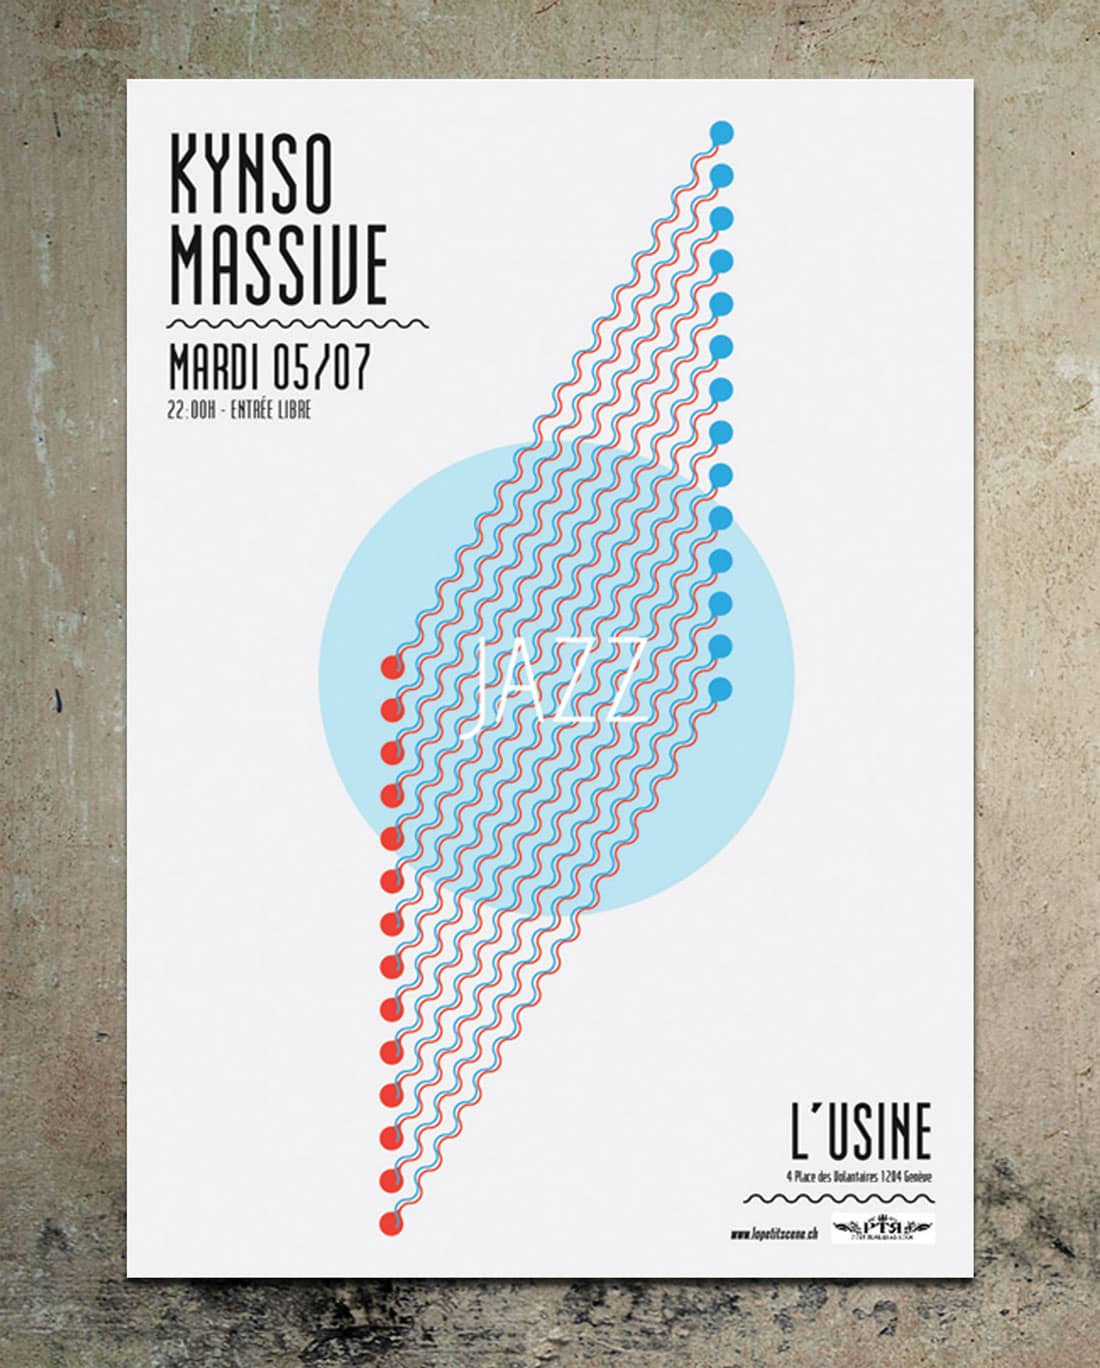 KYNSO
MASSIVE
MARDI 05/07
22:00H - ENTRÉE LIBRE
JAZZ
L'USINE
4 Place des Volontaires 1204 Genève
www.lapetitscene.ch
PTR